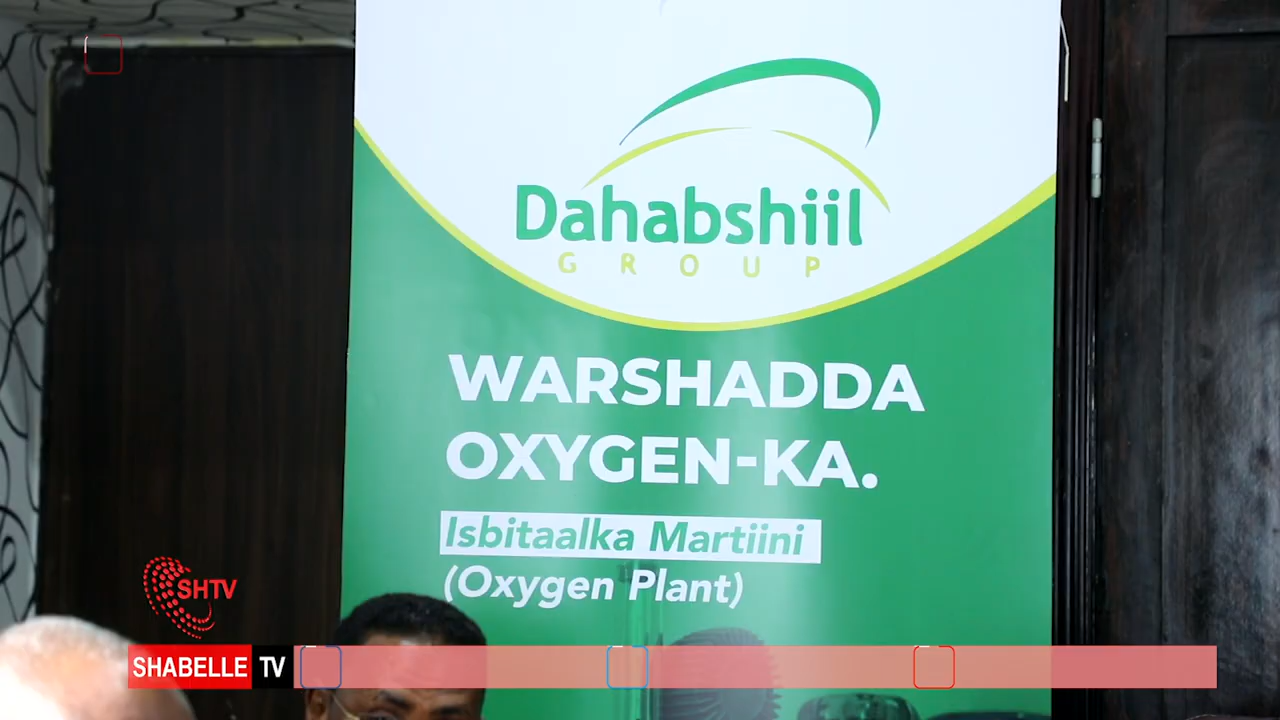 Dahabshiil
GROUP
WARSHADDA
OXYGEN-KA.
Isbitaalka Martiini
(Oxygen Plant)
SHTV
SHABELLE TV